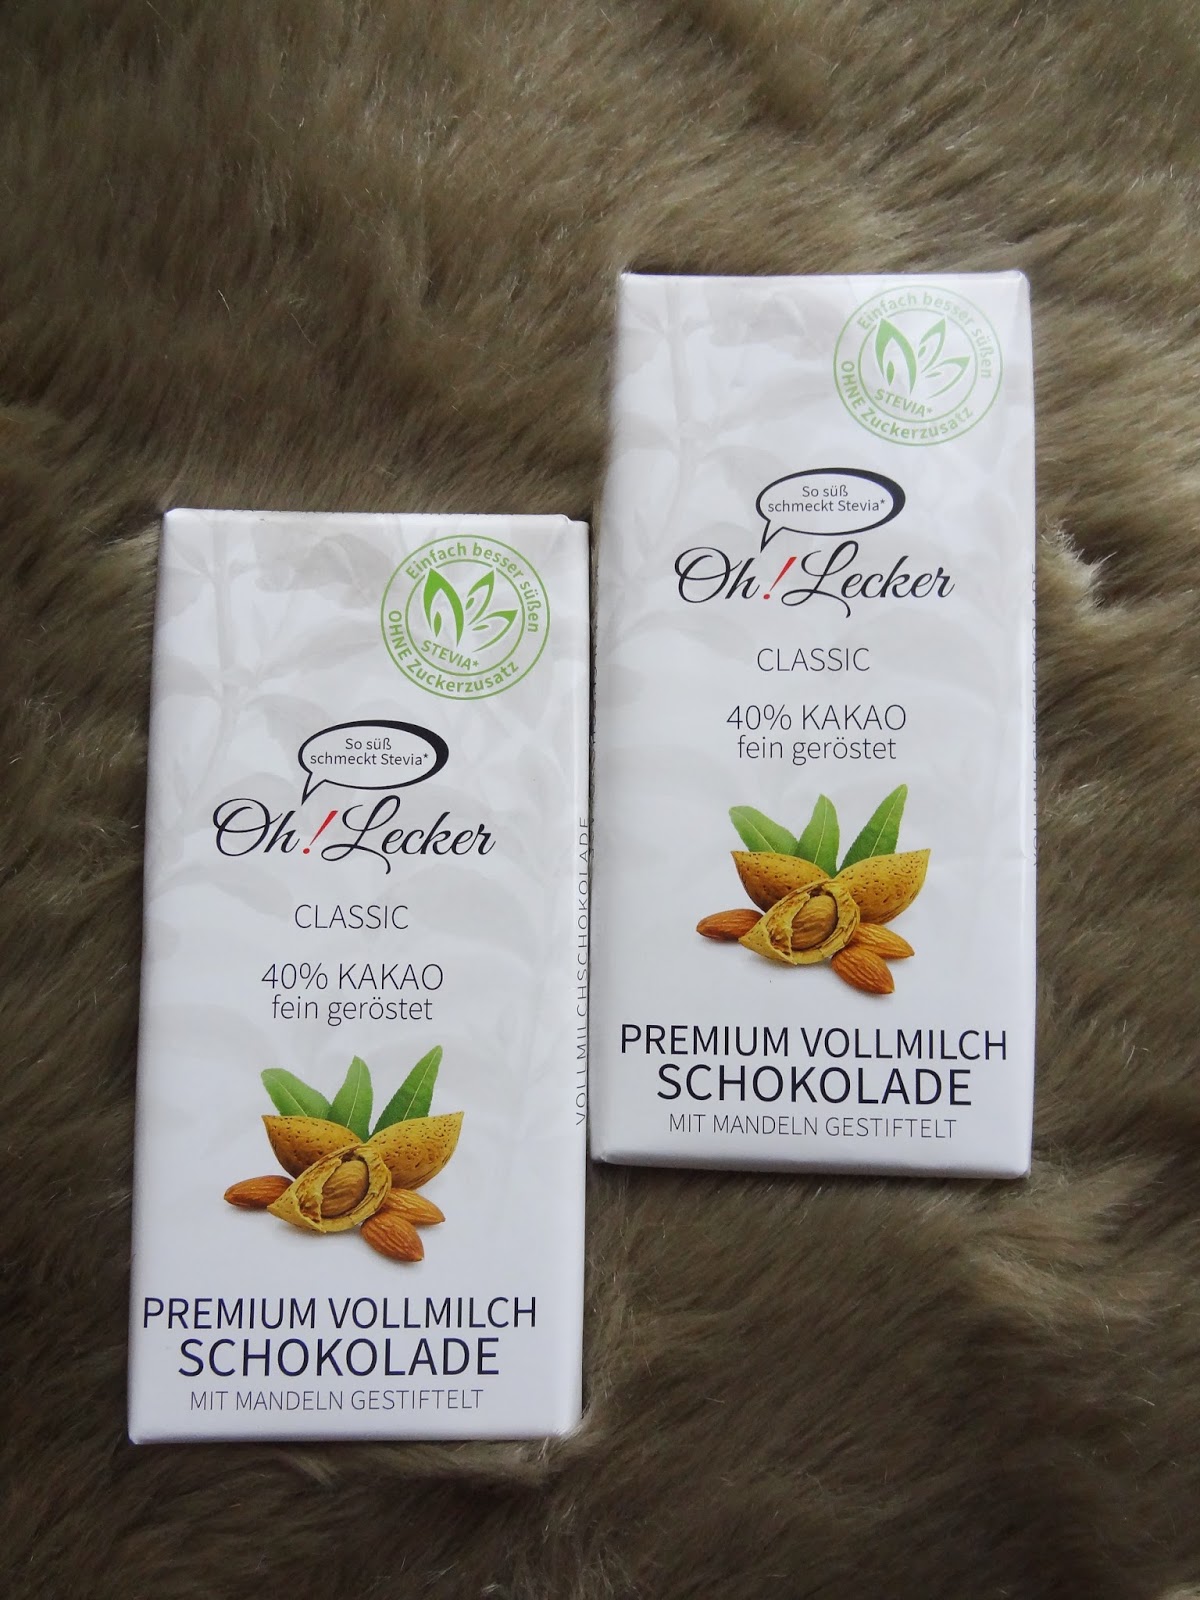 Einfach besser süßen
STEVIA*
OHNE Zuckerzusatz
So süß
schmeckt Stevia*
Oh!Lecker
CLASSIC
40% KAKAO
fein geröstet
PREMIUM VOLLMILCH
SCHOKOLADE
MIT MANDELN GESTIFTELT
VOLLMILCHSCHOKOLADE
Einfach besser süßen
STEVIA*
OHNE Zuckerzusatz
So süß
schmeckt Stevia*
Oh!Lecker
CLASSIC
40% KAKAO
fein geröstet
PREMIUM VOLLMILCH
SCHOKOLADE
MIT MANDELN GESTIFTELT